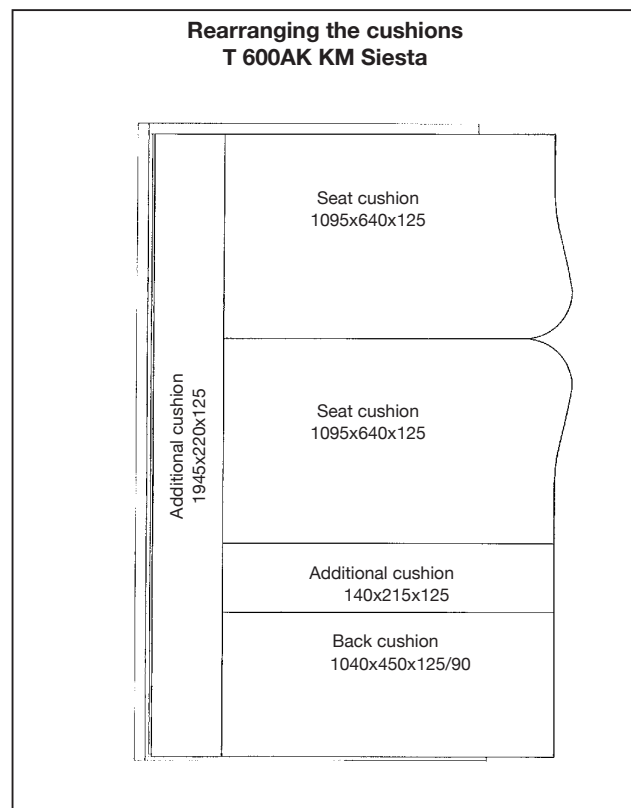 Rearranging the cushions
T 600AK KM Siesta
Seat cushion
1095x640x125
Additional cushion
1945x220x125
Seat cushion
1095x640x125
Additional cushion
140x215x125
Back cushion
1040x450x125/90